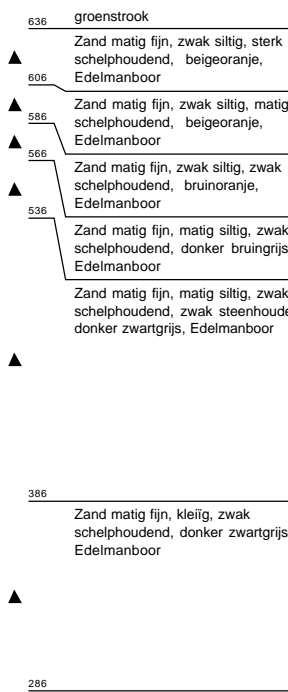 groenstrook
636
Zand matig fijn, zwak siltig, sterk
schelphoudend, beigeoranje,
Edelmanboor
606
Zand matig fijn, zwak siltig, matig
schelphoudend, beigeoranje,
Edelmanboor
586
Zand matig fijn, zwak siltig, zwak
schelphoudend, bruinoranje,
Edelmanboor
566
Zand matig fijn, matig siltig, zwak
schelphoudend, donker bruingrijs
Edelmanboor
536
Zand matig fijn, matig siltig, zwak
schelphoudend, zwak steenhoude
donker zwartgrijs, Edelmanboor
386
Zand matig fijn, kleiïg, zwak
schelphoudend, donker zwartgrijs
Edelmanboor
286